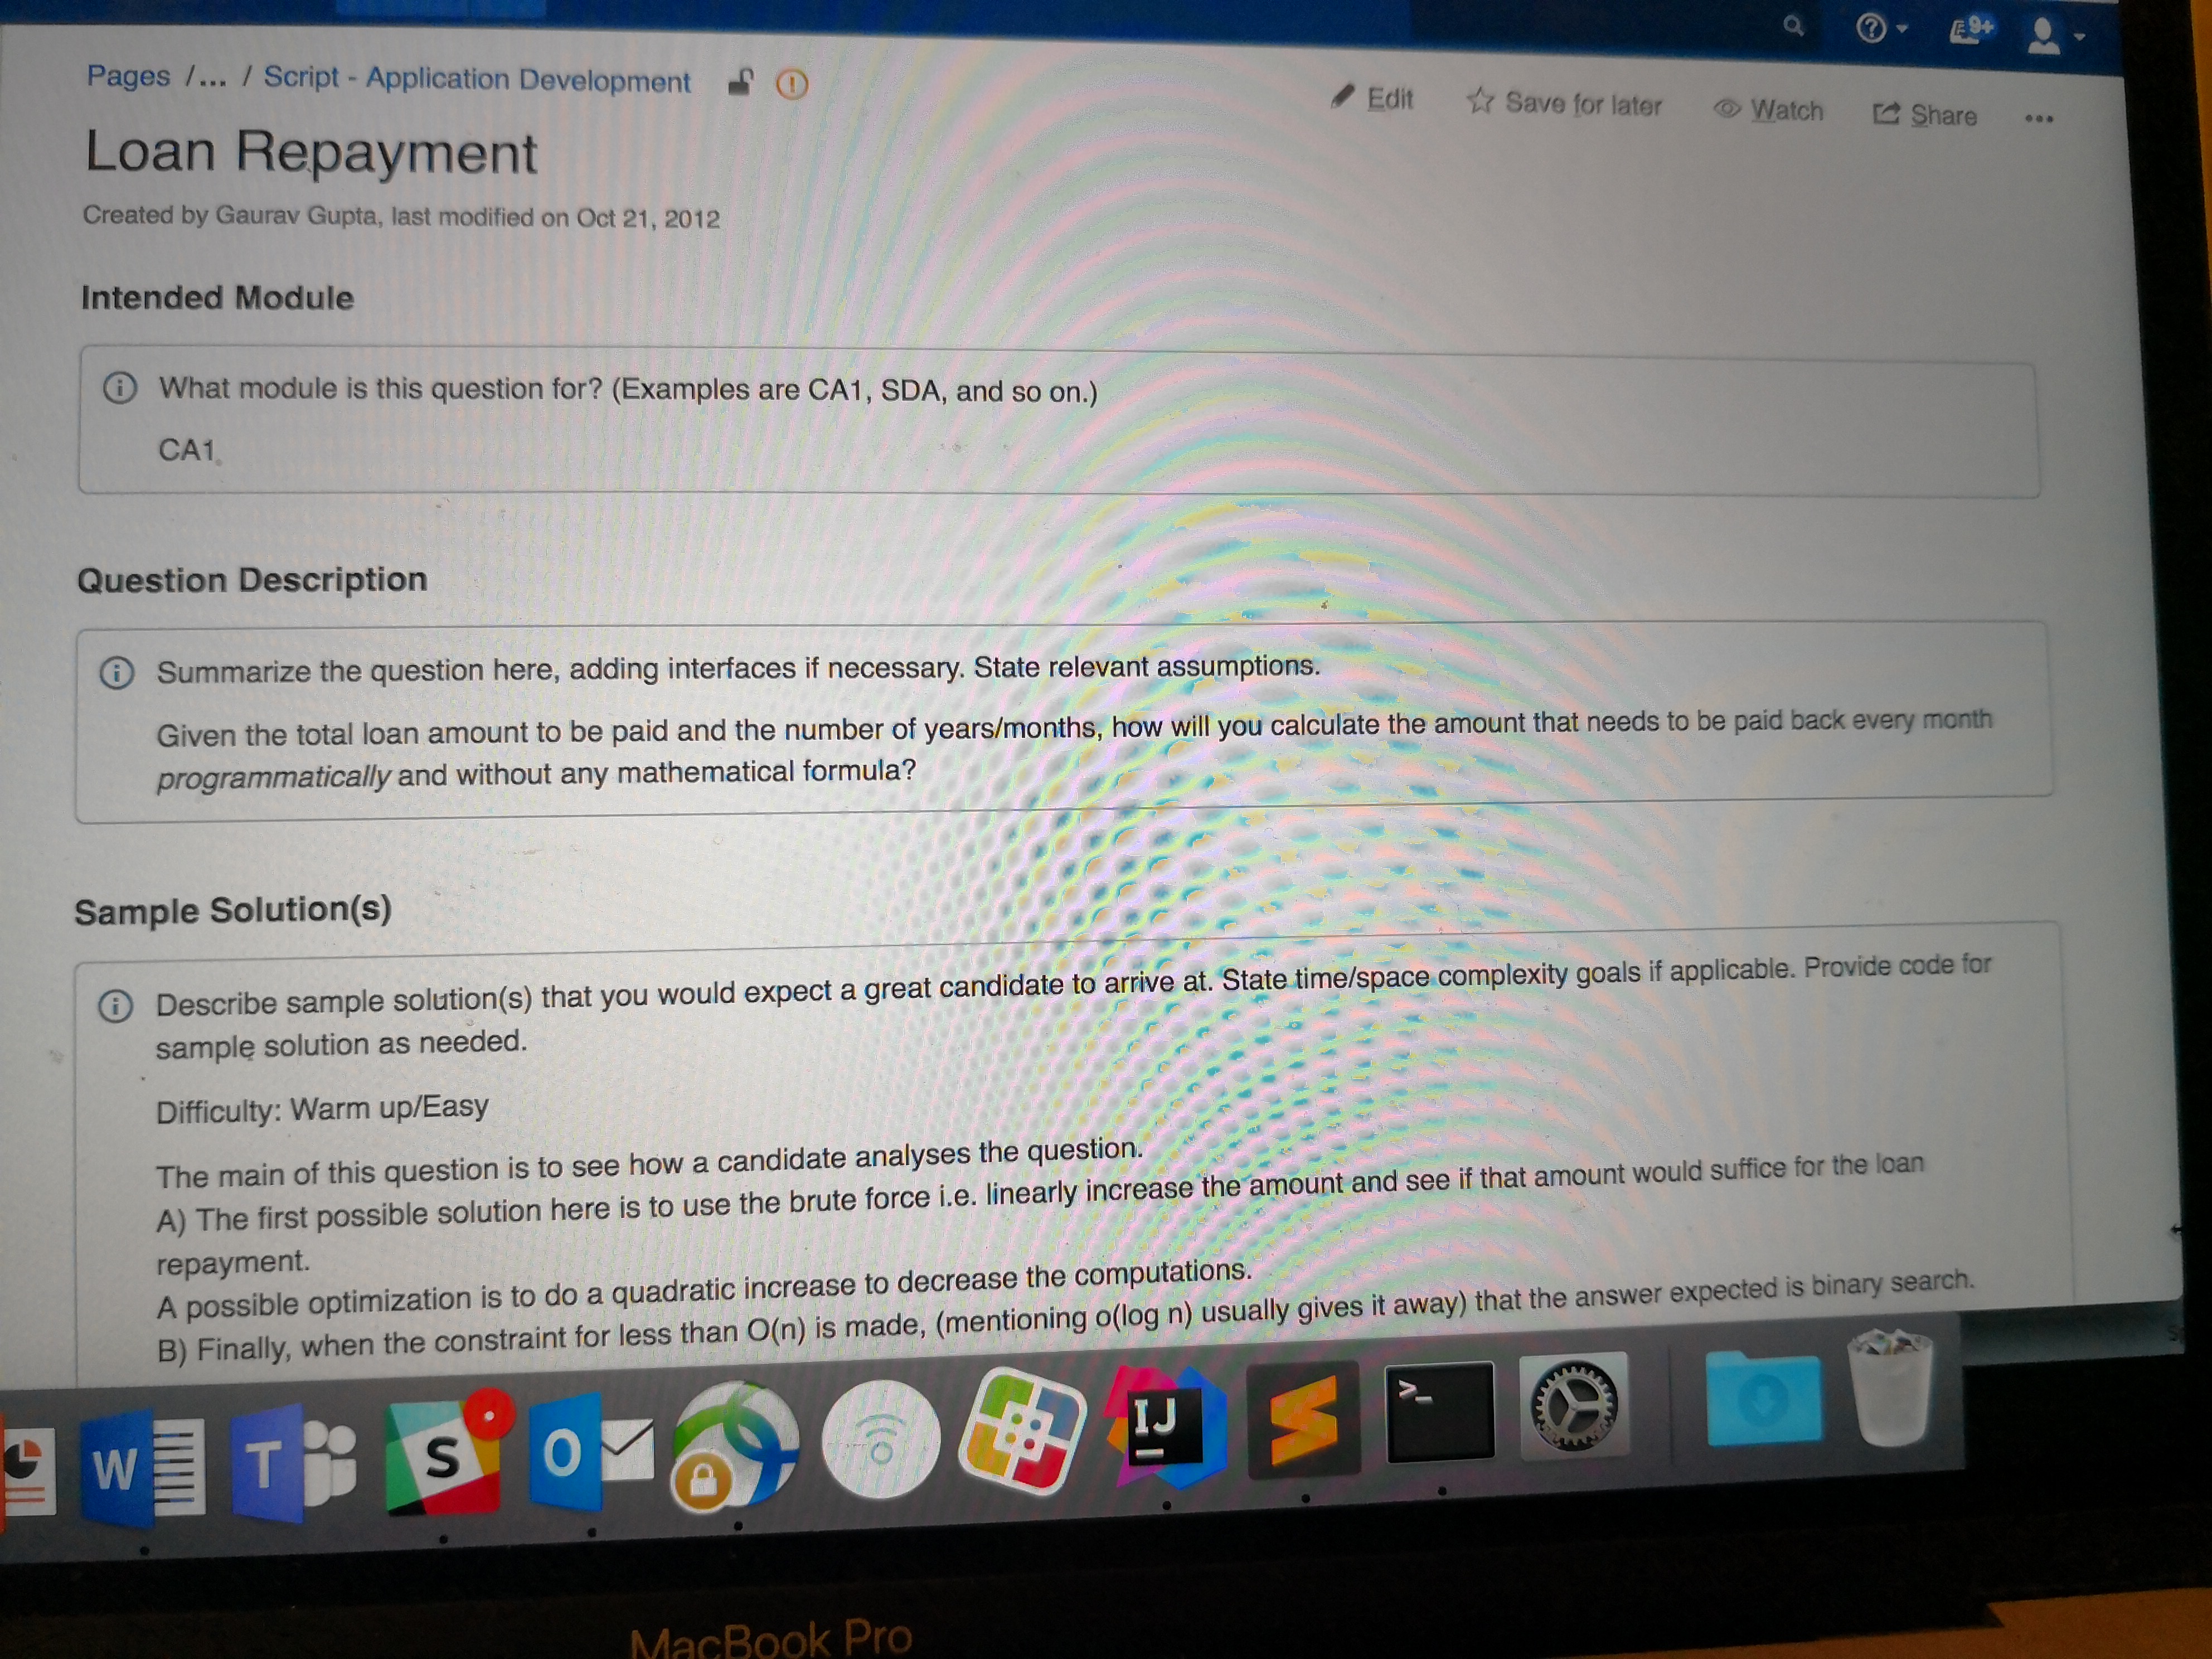 9+
Pages /... / Script - Application Development
Edit Save for later Watch Share ...
Loan Repayment
Created by Gaurav Gupta, last modified on Oct 21, 2012
Intended Module
What module is this question for? (Examples are CA1, SDA, and so on.)
CA1
Question Description
Summarize the question here, adding interfaces if necessary. State relevant assumptions.
Given the total loan amount to be paid and the number of years/months, how will you calculate the amount that needs to be paid back every month
programmatically and without any mathematical formula?
Sample Solution(s)
Describe sample solution(s) that you would expect a great candidate to arrive at. State time/space complexity goals if applicable. Provide code for
sample solution as needed.
Difficulty: Warm up/Easy
The main of this question is to see how a candidate analyses the question.
A) The first possible solution here is to use the brute force i.e. linearly increase the amount and see if that amount would suffice for the loan
repayment.
A possible optimization is to do a quadratic increase to decrease the computations.
B) Finally, when the constraint for less than O(n) is made, (mentioning o(log n) usually gives it away) that the answer expected is binary search.
W T S O IJ S >_
MacBook Pro